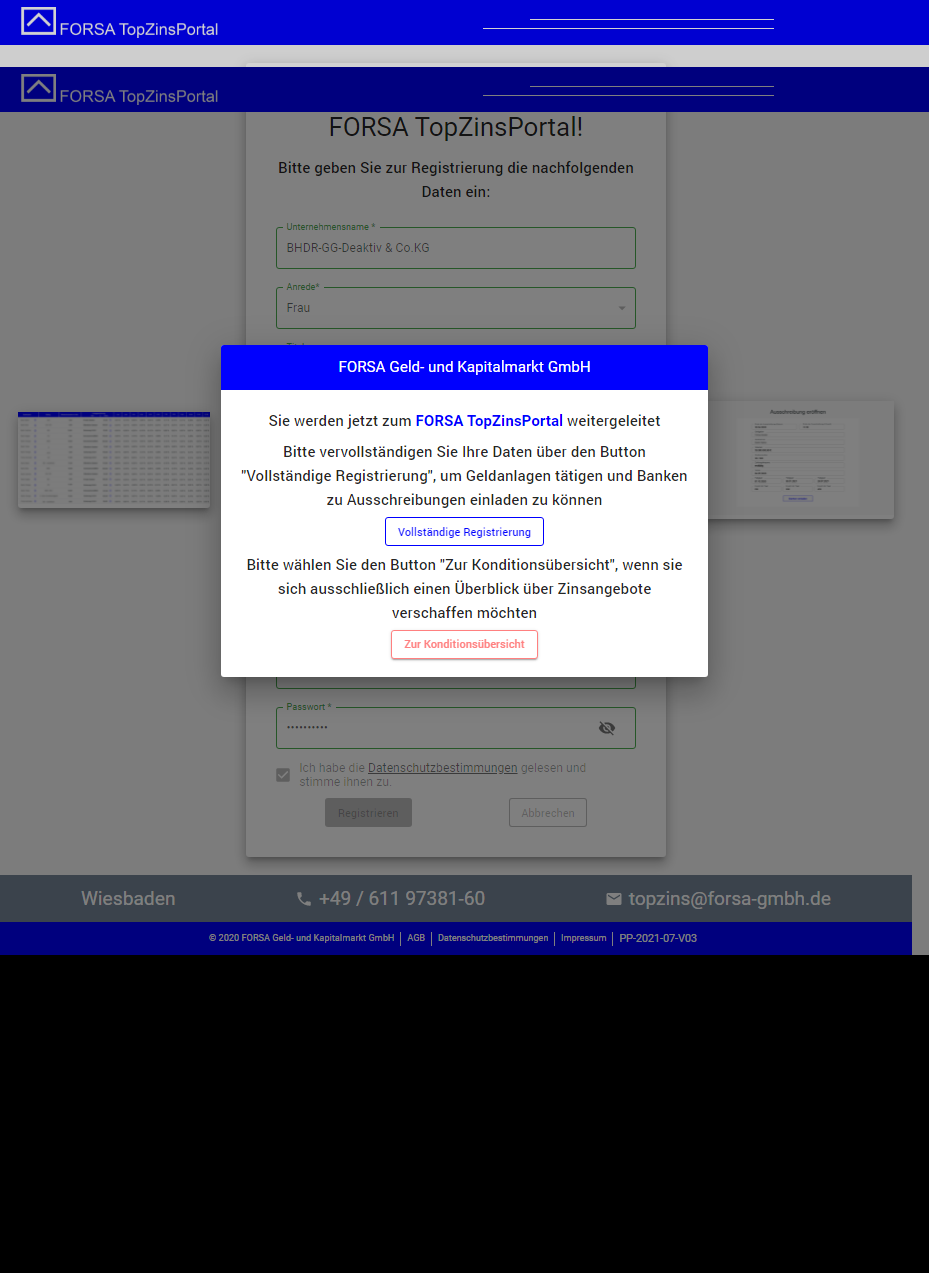 FORSA TopZinsPortal
FORSA TopZinsPortal
FORSA TopZinsPortal!
Bitte geben Sie zur Registrierung die nachfolgenden
Daten ein:
Unternehmensname *
BHDR-GG-Deaktiv & Co.KG
Anrede*
Frau
FORSA Geld- und Kapitalmarkt GmbH
Sie werden jetzt zum FORSA TopZinsPortal weitergeleitet
Bitte vervollständigen Sie Ihre Daten über den Button
"Vollständige Registrierung", um Geldanlagen tätigen und Banken
zu Ausschreibungen einladen zu können
Vollständige Registrierung
Bitte wählen Sie den Button "Zur Konditionsübersicht", wenn sie
sich ausschließlich einen Überblick über Zinsangebote
verschaffen möchten
Zur Konditionsübersicht
Ausschreibung eröffnen
Passwort *
Ich habe die Datenschutzbestimmungen gelesen und
stimme ihnen zu.
Registrieren
Abbrechen
Wiesbaden
+49 / 611 97381-60
topzins@forsa-gmbh.de
© 2020 FORSA Geld- und Kapitalmarkt GmbH | AGB | Datenschutzbestimmungen | Impressum | PP-2021-07-V03